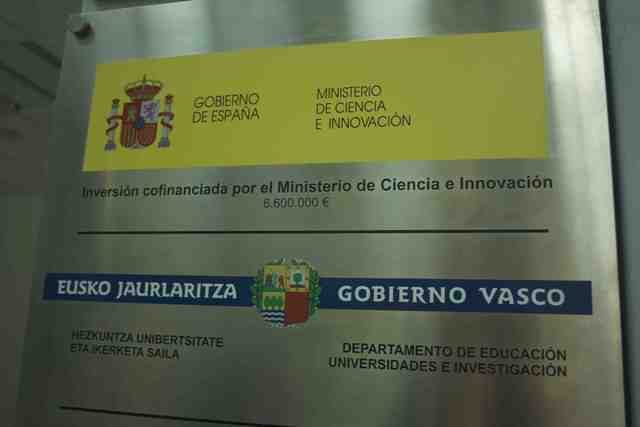 GOBIERNO
DE ESPAÑA
MINISTERIO
DE CIENCIA
E INNOVACIÓN
Inversión cofinanciada por el Ministerio de Ciencia e Innovación
6.600.000 €
EUSKO JAURLARITZA
GOBIERNO VASCO
HEZKUNTZA UNIBERTSITATE
ETA IKERKETA SAILA
DEPARTAMENTO DE EDUCACIÓN
UNIVERSIDADES E INVESTIGACIÓN